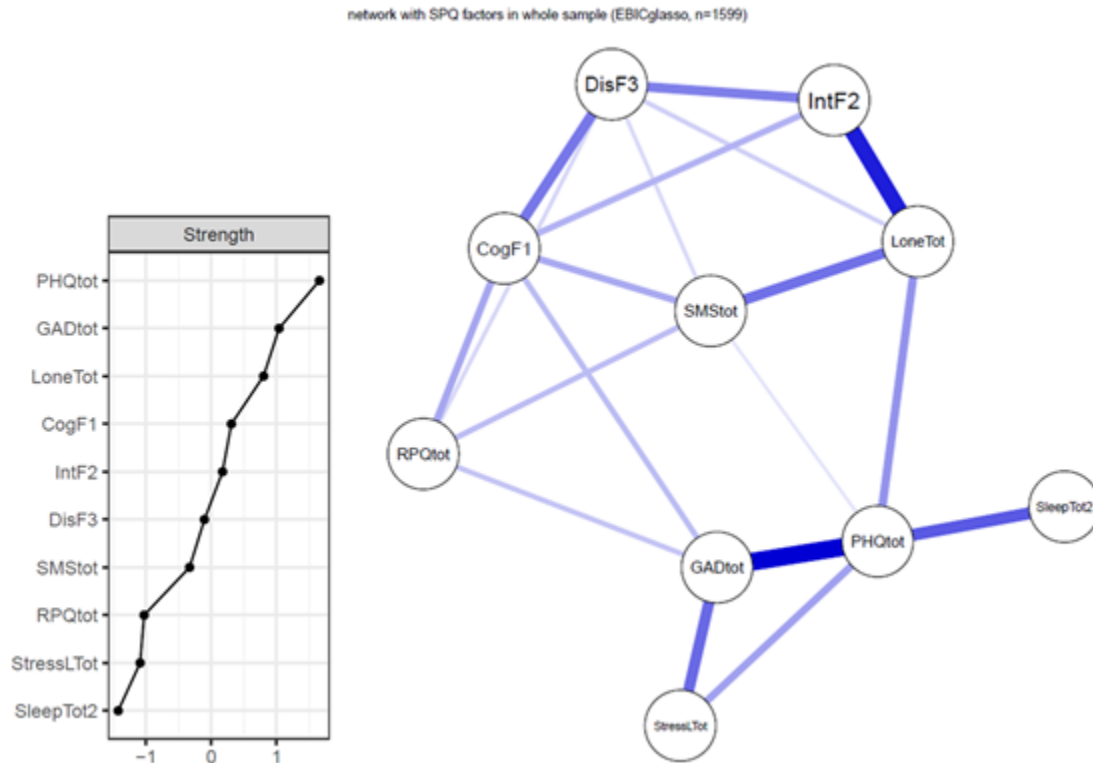 network with SPQ factors in whole sample (EBICglasso, n=1599)
DisF3
IntF2
Strength
CogF1
LoneTot
PHQtot
SMStot
GADtot
LoneTot
CogF1
RPQtot
IntF2
SleepTot2
DisF3
PHQtot
SMStot
GADtot
RPQtot
StressLTot
StressLTot
SleepTot2
−1 0 1